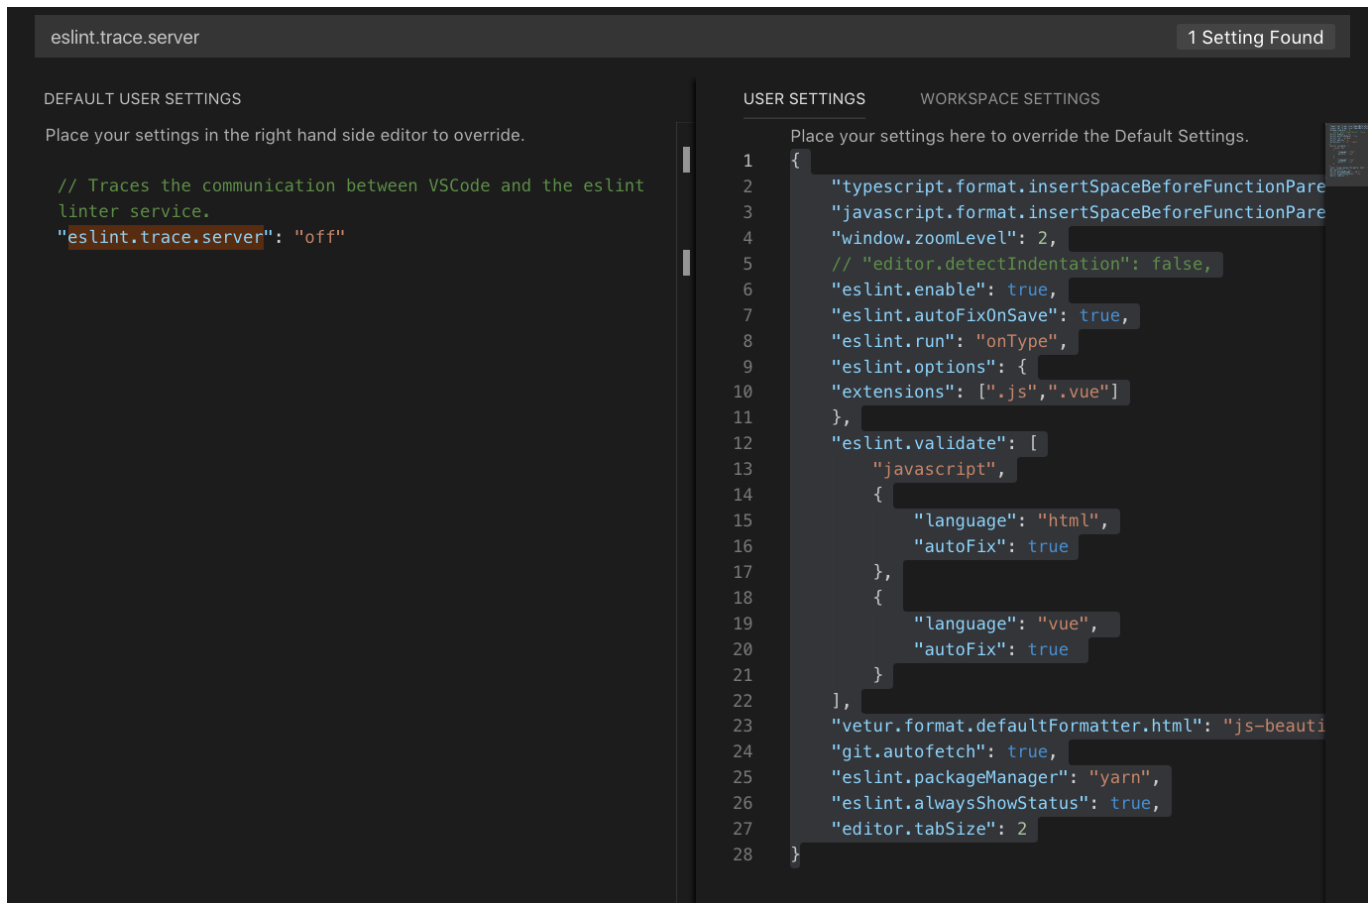 eslint.trace.server
1 Setting Found
DEFAULT USER SETTINGS
Place your settings in the right hand side editor to override.
// Traces the communication between VSCode and the eslint
linter service.
"eslint.trace.server": "off"
USER SETTINGS
WORKSPACE SETTINGS
Place your settings here to override the Default Settings.
1 {
2 "typescript.format.insertSpaceBeforeFunctionPare
3 "javascript.format.insertSpaceBeforeFunctionPare
4 "window.zoomLevel": 2,
5 // "editor.detectIndentation": false,
6 "eslint.enable": true,
7 "eslint.autoFixOnSave": true,
8 "eslint.run": "onType",
9 "eslint.options": {
10 "extensions": [".js",".vue"]
11 },
12 "eslint.validate": [
13 "javascript",
14 {
15 "language": "html",
16 "autoFix": true
17 },
18 {
19 "language": "vue",
20 "autoFix": true
21 }
22 ],
23 "vetur.format.defaultFormatter.html": "js-beauti
24 "git.autofetch": true,
25 "eslint.packageManager": "yarn",
26 "eslint.alwaysShowStatus": true,
27 "editor.tabSize": 2
28 }